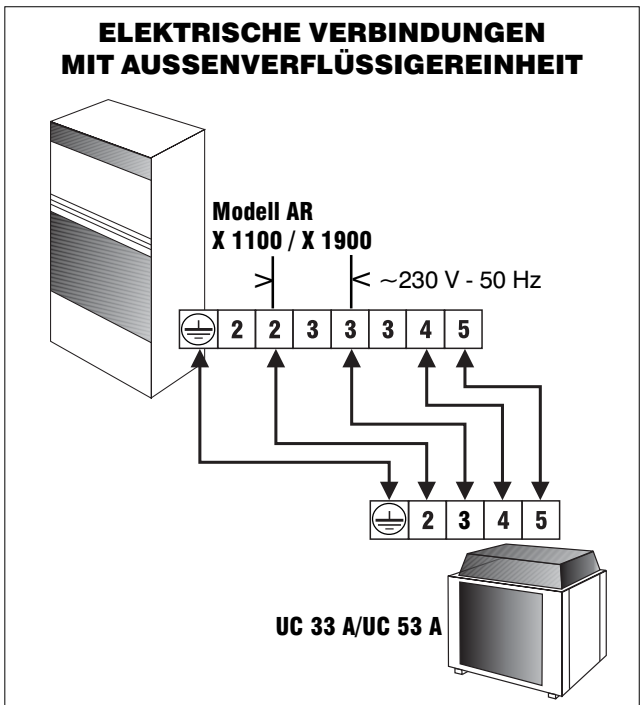 ELEKTRISCHE VERBINDUNGEN
MIT AUSSENVERFLÜSSIGEREINHEIT
Modell AR
X 1100 / X 1900
~230 V - 50 Hz
2 2 3 3 3 4 5
2 3 4 5
UC 33 A/UC 53 A